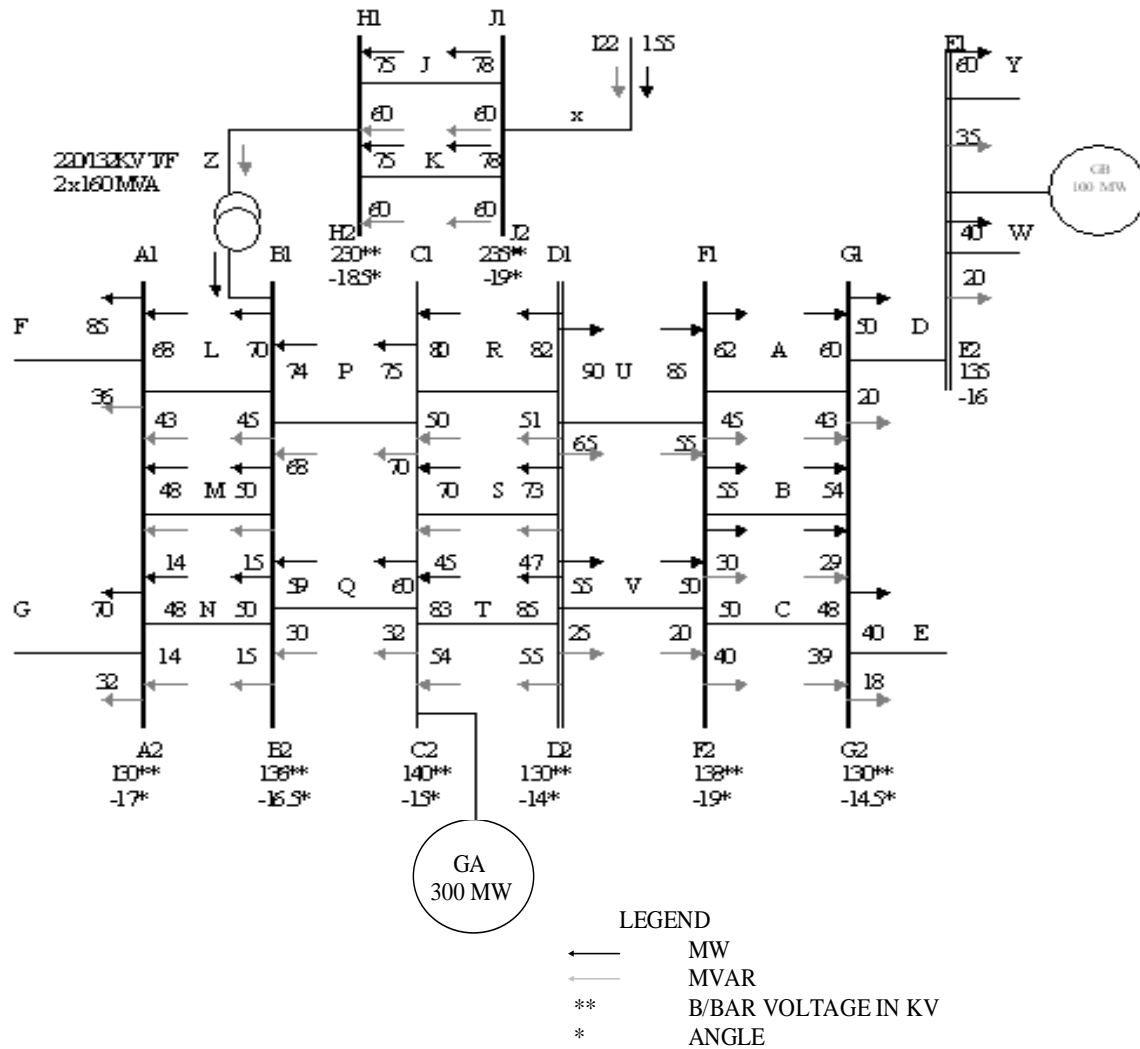 H1 J1
122 155
E1
75 J 78
60 Y
60 60 x
35
220/132KV T/F Z
2x160MVA
75 K 78
GB
100 MW
60 60
40 W
H2 J2
230** 235**
-18.5* -19*
20
A1 B1 C1 D1 F1 G1
F 85
50 D
68 L 70 80 R 82 62 A 60
E2
135
-16
74 P 75 90 U 85
36
20
43 45 50 51 45 43
68 70 65 55
48 M 50 70 S 73 55 B 54
14 15 45 47 30 29
59 Q 60 55 V 50
G 70 48 N 50 83 T 85 50 C 48
40 E
30 32 25 20
14 15 54 55 40 39
32 18
A2 B2 C2 D2 F2 G2
130** 136** 140** 130** 138** 130**
-17* -16.5* -15* -14* -19* -14.5*
GA
300 MW
LEGEND
MW
MVAR
** B/BAR VOLTAGE IN KV
* ANGLE